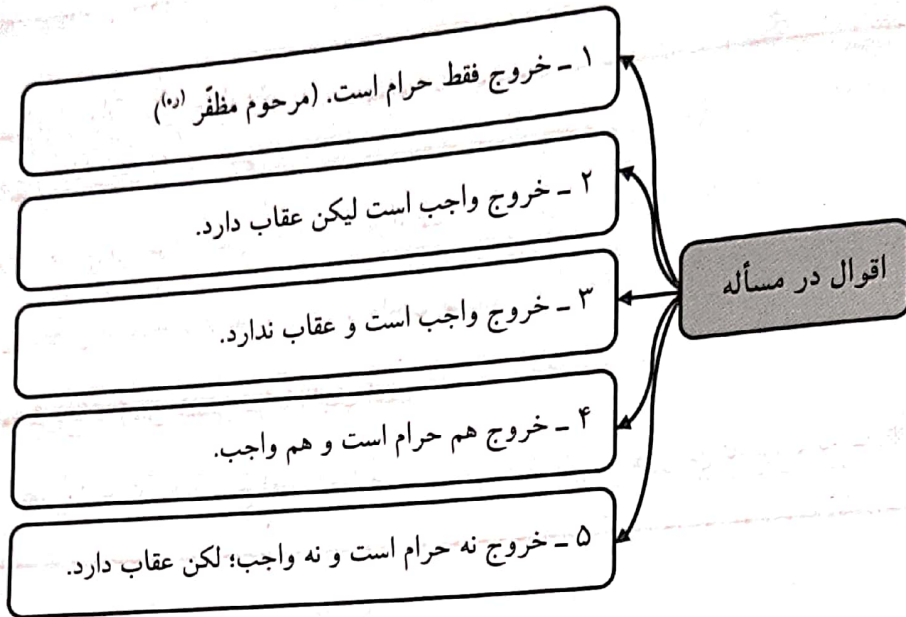 اقوال در مسأله
۱ ـ خروج فقط حرام است. (مرحوم مظفّر (ره))
۲ ـ خروج واجب است لیکن عقاب دارد.
۳ ـ خروج واجب است و عقاب ندارد.
۴ ـ خروج هم حرام است و هم واجب.
۵ ـ خروج نه حرام است و نه واجب؛ لکن عقاب دارد.